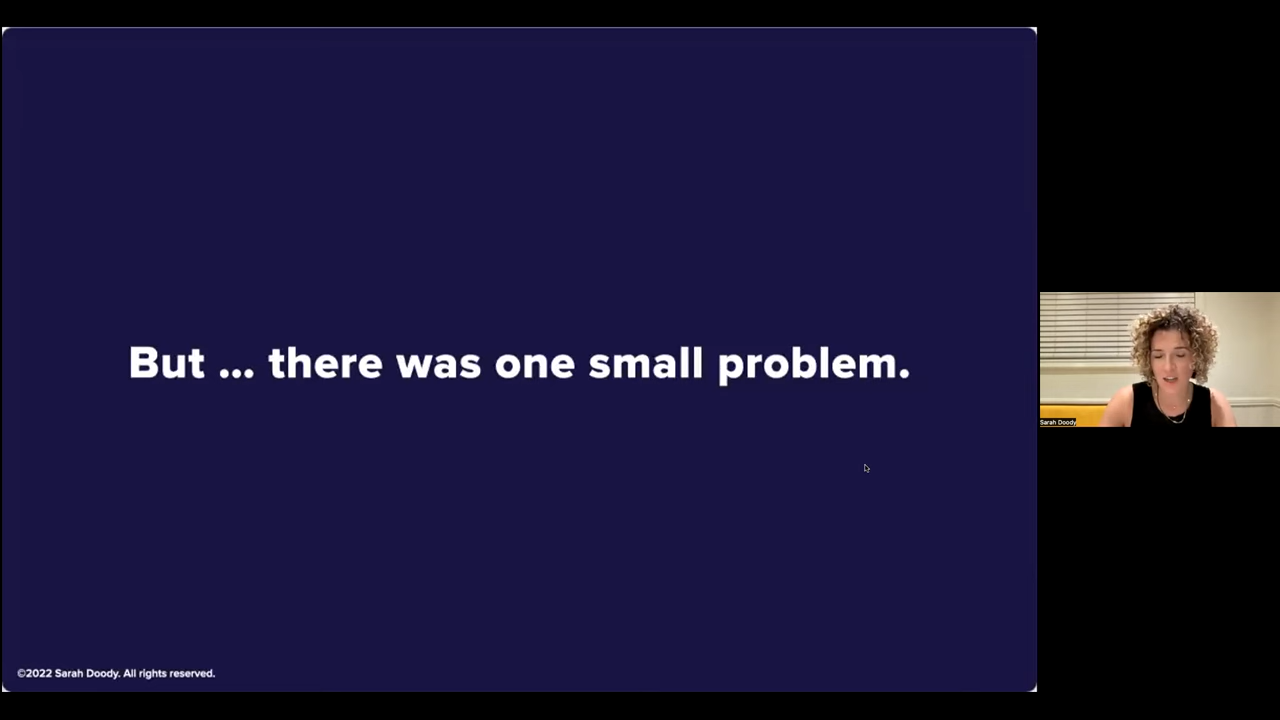 But ... there was one small problem.
Sarah Doody
©2022 Sarah Doody. All rights reserved.